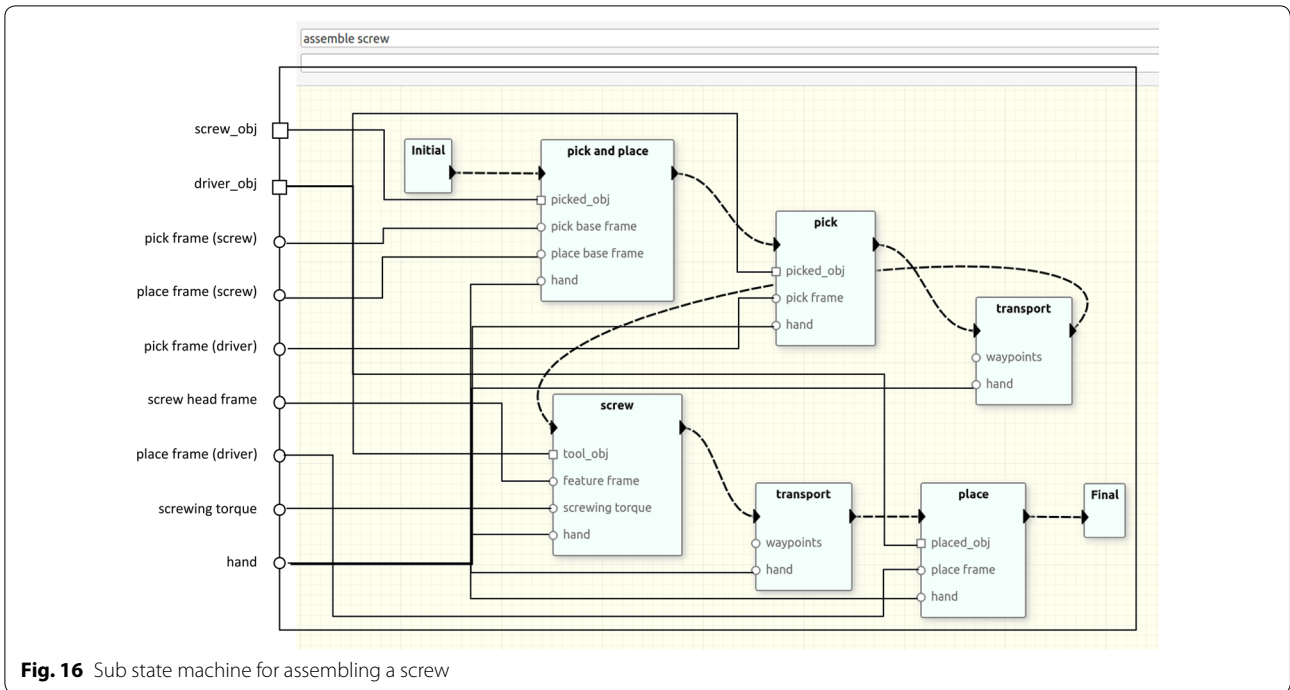 assemble screw
screw_obj
driver_obj
pick frame (screw)
place frame (screw)
pick frame (driver)
screw head frame
place frame (driver)
screwing torque
hand
Initial
pick and place
picked_obj
pick base frame
place base frame
hand
pick
picked_obj
pick frame
hand
transport
waypoints
hand
screw
tool_obj
feature frame
screwing torque
hand
transport
waypoints
hand
place
placed_obj
place frame
hand
Final
Fig. 16 Sub state machine for assembling a screw